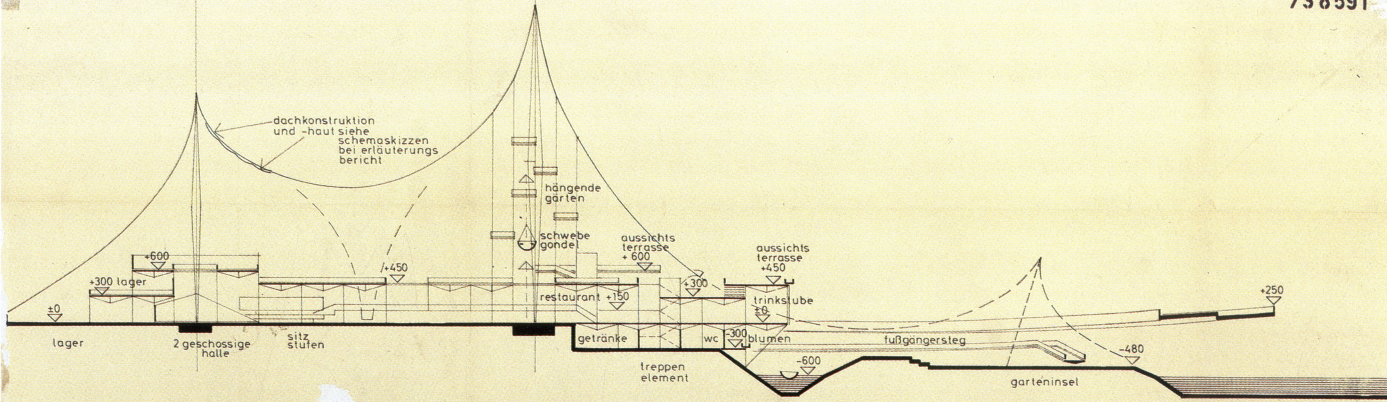 738591
dachkonstruktion
und -haut siehe
schemaskizzen
bei erläuterungs
bericht
hängende
gärten
schwebe
gondel
aussichts
terrasse
+ 600
aussichts
terrasse
+450
+600
+300 lager
±0
+450
restaurant
+150
+300
trinkstube
±0
+250
lager
2 geschossige
halle
sitz
stufen
getränke
wc
-300
blumen
fußgängersteg
treppen
element
-600
-480
garteninsel